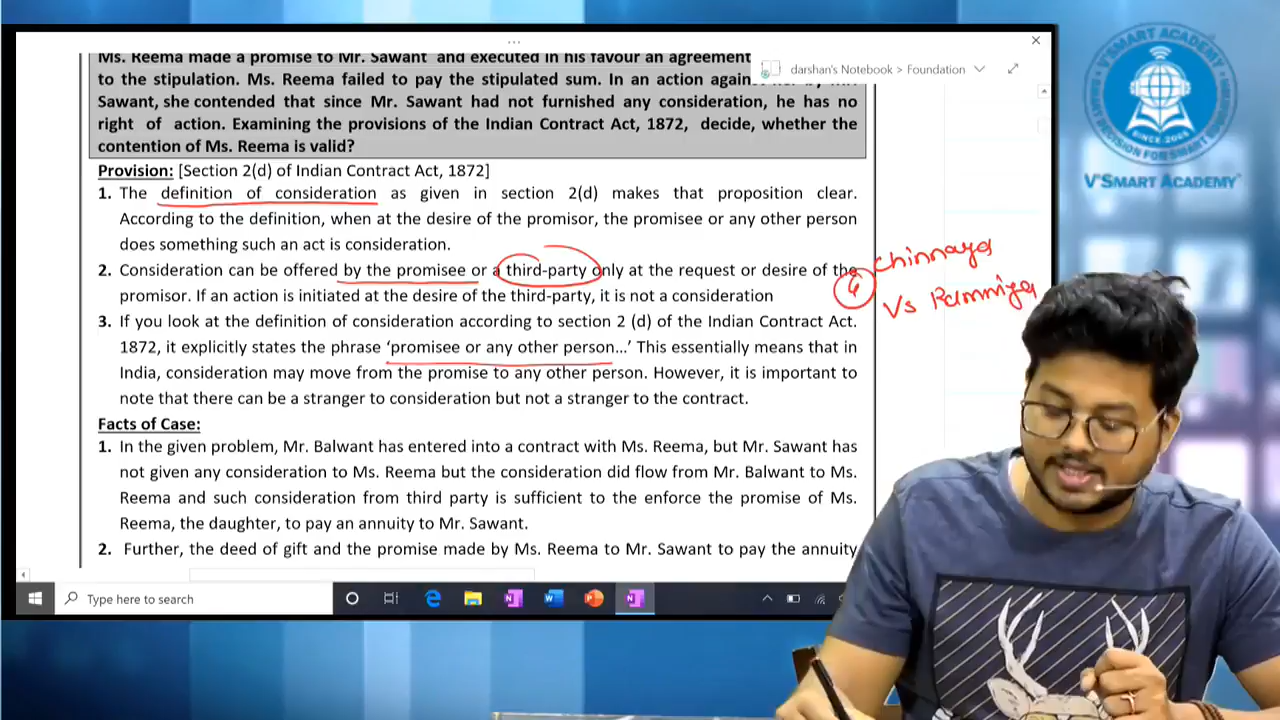 Ms. Reema made a promise to Mr. Sawant and executed in his favour an agreement
to the stipulation. Ms. Reema failed to pay the stipulated sum. In an action
Sawant, she contended that since Mr. Sawant had not furnished any consideration, he has no
right of action. Examining the provisions of the Indian Contract Act, 1872, decide, whether the
contention of Ms. Reema is valid?
darshan's Notebook > Foundation
Provision: [Section 2(d) of Indian Contract Act, 1872]
1. The definition of consideration as given in section 2(d) makes that proposition clear.
According to the definition, when at the desire of the promisor, the promisee or any other person
does something such an act is consideration.
2. Consideration can be offered by the promisee or a third-party only at the request or desire of the
promisor. If an action is initiated at the desire of the third-party, it is not a consideration
3. If you look at the definition of consideration according to section 2 (d) of the Indian Contract Act.
1872, it explicitly states the phrase ‘promisee or any other person...’ This essentially means that in
India, consideration may move from the promise to any other person. However, it is important to
note that there can be a stranger to consideration but not a stranger to the contract.
Facts of Case:
1. In the given problem, Mr. Balwant has entered into a contract with Ms. Reema, but Mr. Sawant has
not given any consideration to Ms. Reema but the consideration did flow from Mr. Balwant to Ms.
Reema and such consideration from third party is sufficient to the enforce the promise of Ms.
Reema, the daughter, to pay an annuity to Mr. Sawant.
2. Further, the deed of gift and the promise made by Ms. Reema to Mr. Sawant to pay the annuity
Chinnaya
Vs Rammiya
Type here to search
V'SMART ACADEMY
SINCE 2005
V'SMART ACADEMY